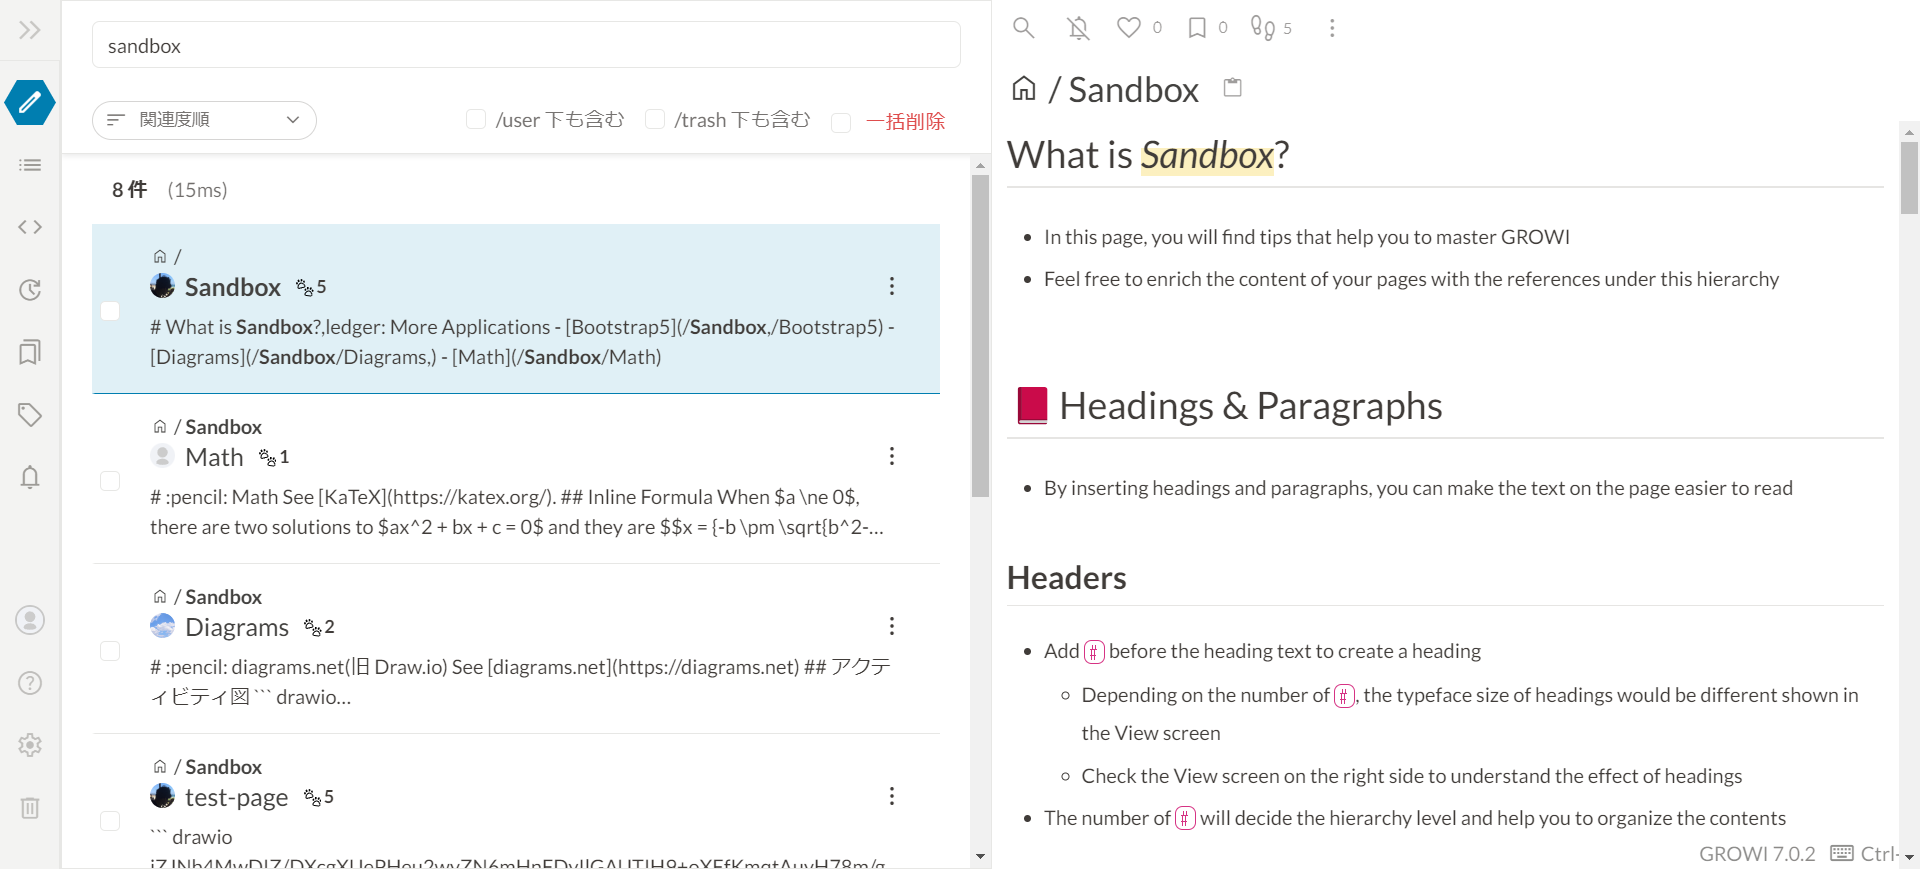 sandbox
関連度順
/user 下も含む
/trash 下も含む
一括削除
8 件 (15ms)
/
Sandbox 5
# What is Sandbox?,ledger: More Applications - [Bootstrap5](/Sandbox,/Bootstrap5) -
[Diagrams](/Sandbox/Diagrams,) - [Math](/Sandbox/Math)
/ Sandbox
Math 1
# :pencil: Math See [KaTeX](https://katex.org/). ## Inline Formula When $a \ne 0$,
there are two solutions to $ax^2 + bx + c = 0$ and they are $$x = {-b \pm \sqrt{b^2-...
/ Sandbox
Diagrams 2
# :pencil: diagrams.net(旧 Draw.io) See [diagrams.net](https://diagrams.net) ## アクテ
ィビティ図 ``` drawio...
/ Sandbox
test-page 5
``` drawio
0
0
5
/ Sandbox
What is Sandbox?
In this page, you will find tips that help you to master GROWI
Feel free to enrich the content of your pages with the references under this hierarchy
Headings & Paragraphs
By inserting headings and paragraphs, you can make the text on the page easier to read
Headers
Add # before the heading text to create a heading
Depending on the number of #, the typeface size of headings would be different shown in
the View screen
Check the View screen on the right side to understand the effect of headings
The number of # will decide the hierarchy level and help you to organize the contents
GROWI 7.0.2 Ctrl-